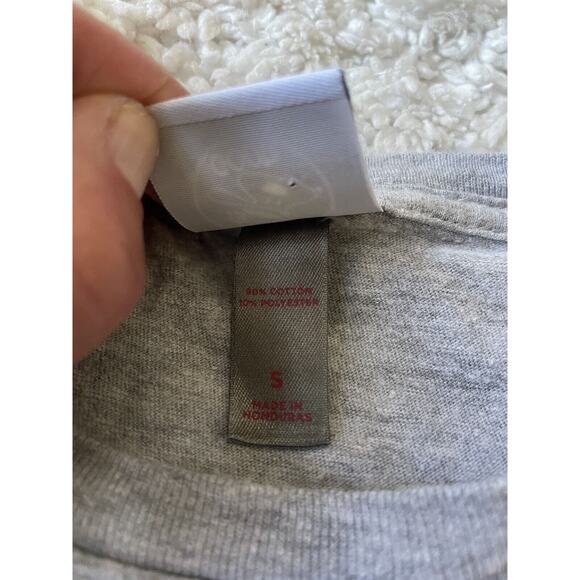 90% COTTON
10% POLYESTER
S
MADE IN
HONDURAS